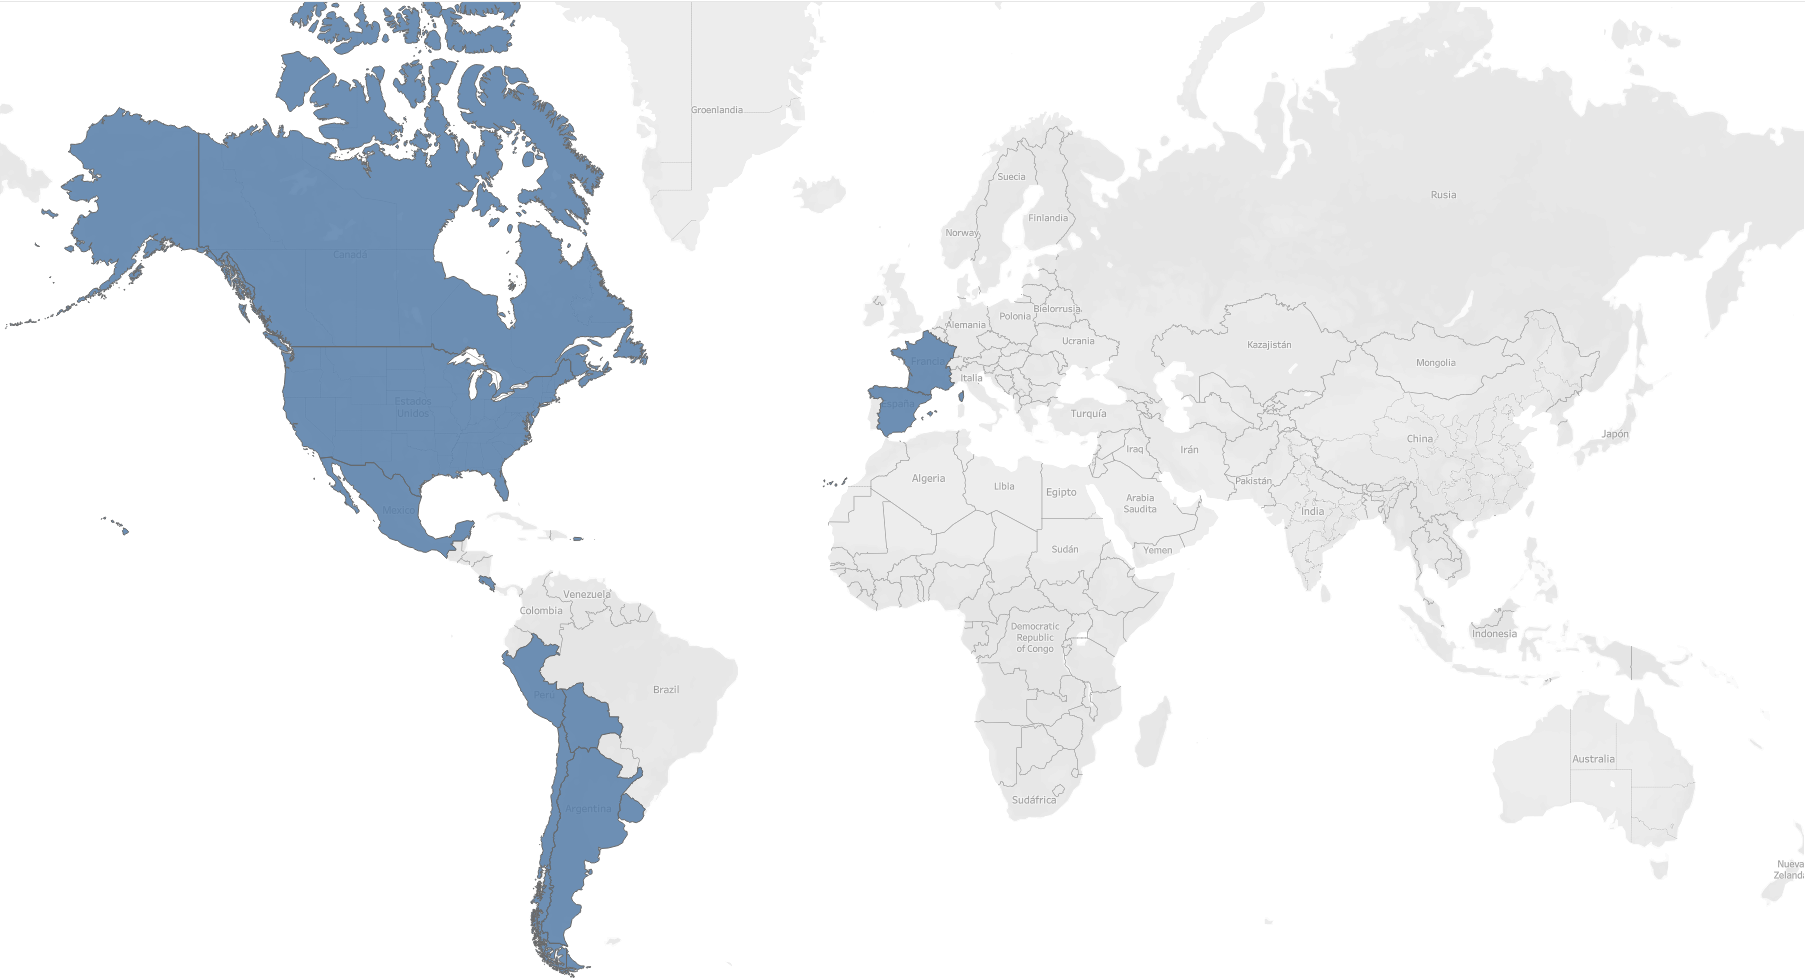 Groenlandia
Suecia
Finlandia
Norway
Rusia
Canadá
Bielorrusia
Polonia
Alemania
Ucrania
Francia
Kazajistán
Mongolia
Italia
Estados
Unidos
España
Turquía
China
Japón
Iraq
Irán
Algeria
Libia
Egipto
Pakistán
Arabia
Saudita
México
India
Sudán
Yemen
Venezuela
Colombia
Democratic
Republic
of Congo
Indonesia
Perú
Brazil
Australia
Sudáfrica
Argentina
Nueva
Zeland